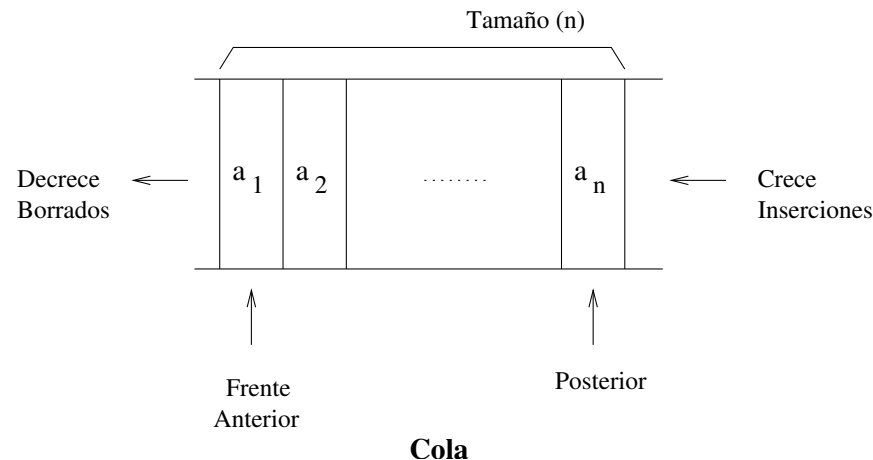 Tamaño (n)
Decrece
Borrados
a 1
a 2
........
a n
Crece
Inserciones
Frente
Anterior
Posterior
Cola